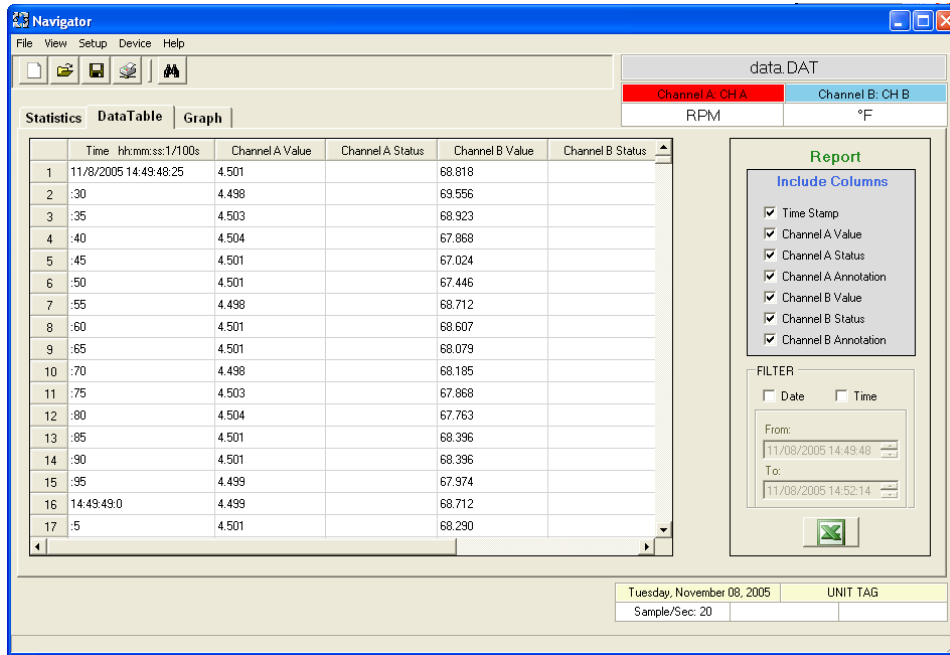 Navigator
File View Setup Device Help
data.DAT
Channel A: CH A Channel B: CH B
RPM °F
Statistics DataTable Graph
Time hh:mm:ss:1/100s Channel A Value Channel A Status Channel B Value Channel B Status
1 11/8/2005 14:49:48:25 4.501 68.818
2 :30 4.498 69.556
3 :35 4.503 68.923
4 :40 4.504 67.868
5 :45 4.501 67.024
6 :50 4.501 67.446
7 :55 4.498 68.712
8 :60 4.501 68.607
9 :65 4.501 68.079
10 :70 4.498 68.185
11 :75 4.503 67.868
12 :80 4.504 67.763
13 :85 4.501 68.396
14 :90 4.501 68.396
15 :95 4.499 67.974
16 14:49:49:0 4.499 68.712
17 :5 4.501 68.290
Report
Include Columns
Time Stamp
Channel A Value
Channel A Status
Channel A Annotation
Channel B Value
Channel B Status
Channel B Annotation
FILTER
Date Time
From:
11/08/2005 14:49:48
To:
11/08/2005 14:52:14
Tuesday, November 08, 2005 UNIT TAG
Sample/Sec: 20